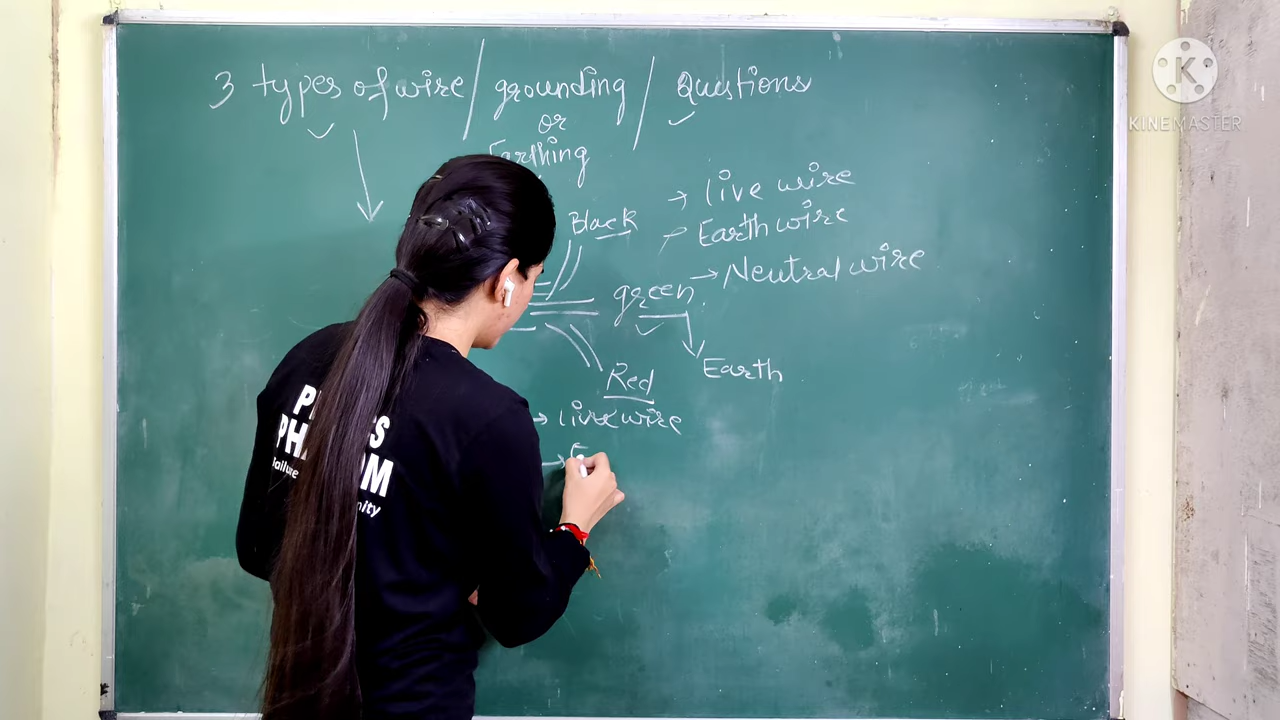 3 types of wire / grounding / Questions
or
Earthing
→ live wire
Black
→ Earth wire
→ Neutral wire
green
Earth
Red
→ live wire
→ E
KINEMASTER